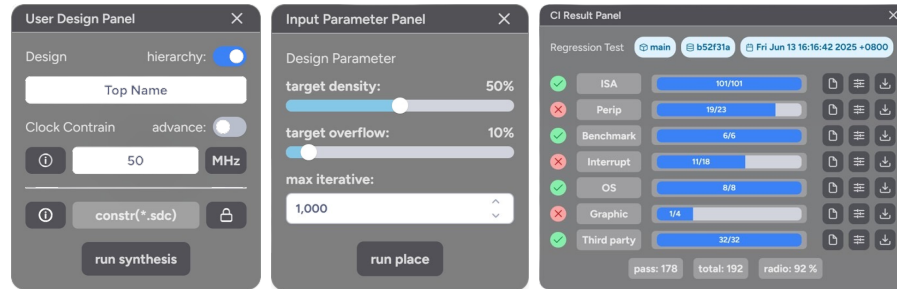 User Design Panel
Design hierarchy:
Top Name
Clock Contrain advance:
50 MHz
constr(*.sdc)
run synthesis
Input Parameter Panel
Design Parameter
target density: 50%
target overflow: 10%
max iterative:
1,000
run place
CI Result Panel
Regression Test main b52f31a Fri Jun 13 16:16:42 2025 +0800
ISA 101/101
Perip 19/23
Benchmark 6/6
Interrupt 11/18
OS 8/8
Graphic 1/4
Third party 32/32
pass: 178 total: 192 radio: 92 %